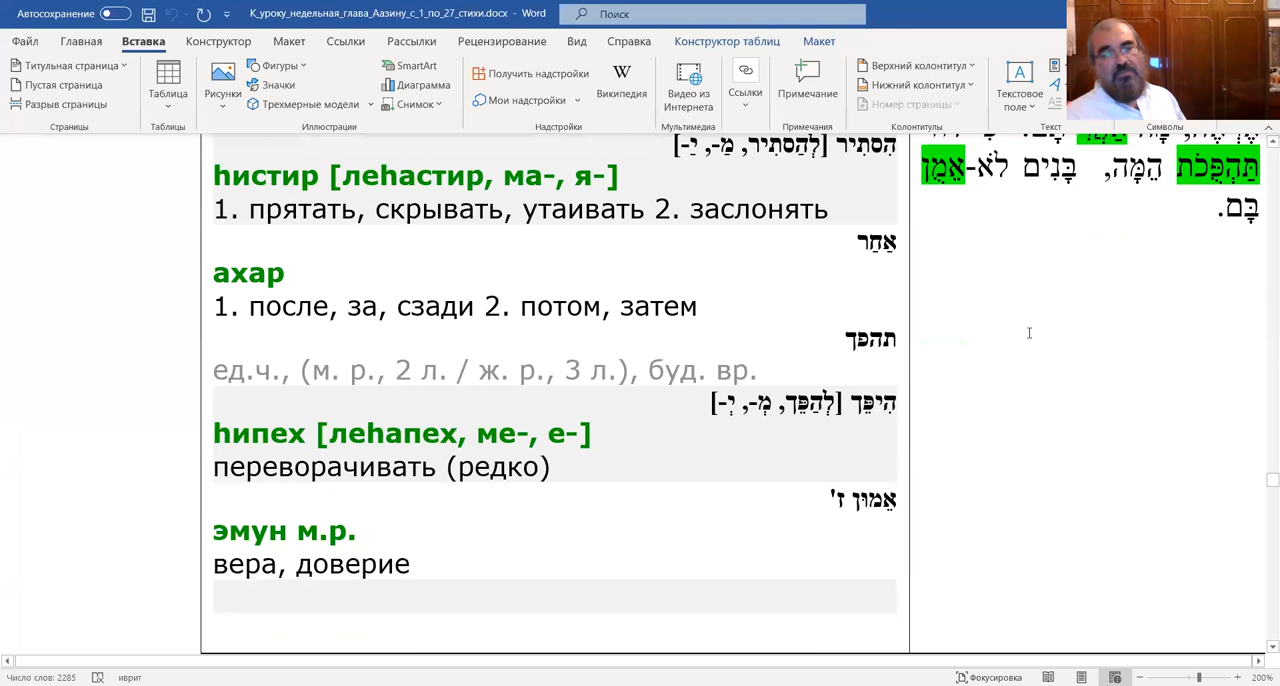 Автосохранение
К_уроку_недельная_глава_Аазину_с_1_по_27_стихи.docx - Word
Поиск
Файл Главная Вставка Конструктор Макет Ссылки Рассылки Рецензирование Вид Справка Конструктор таблиц Макет
Титульная страница
Пустая страница
Разрыв страницы
Страницы
Таблица
Таблицы
Рисунки
Фигуры
Значки
Трехмерные модели
SmartArt
Диаграмма
Снимок
Иллюстрации
Получить надстройки
Мои надстройки
Википедия
Надстройки
Видео из Интернета
Мультимедиа
Ссылки
Примечание
Примечания
Верхний колонтитул
Нижний колонтитул
Номер страницы
Колонтитулы
Текстовое поле
Текст
Символы
הִסתִיר [לְהַסתִיר, מַ-, יַ-]
hистир [леhастир, ма-, я-]
1. прятать, скрывать, утаивать 2. заслонять
אַחַר
ахар
1. после, за, сзади 2. потом, затем
תהפך
ед.ч., (м. р., 2 л. / ж. р., 3 л.), буд. вр.
הִיפֵּך [לְהַפֵּך, מְ-, יְ-]
hипех [леhапех, ме-, е-]
переворачивать (редко)
אֵמוּן ז'
эмун м.р.
вера, доверие
תַּהְפֻּכֹת הֵמָּה, בָּנִים לֹא-אֵמֻן
בָּם.
Число слов: 2285 иврит
Фокусировка
200%